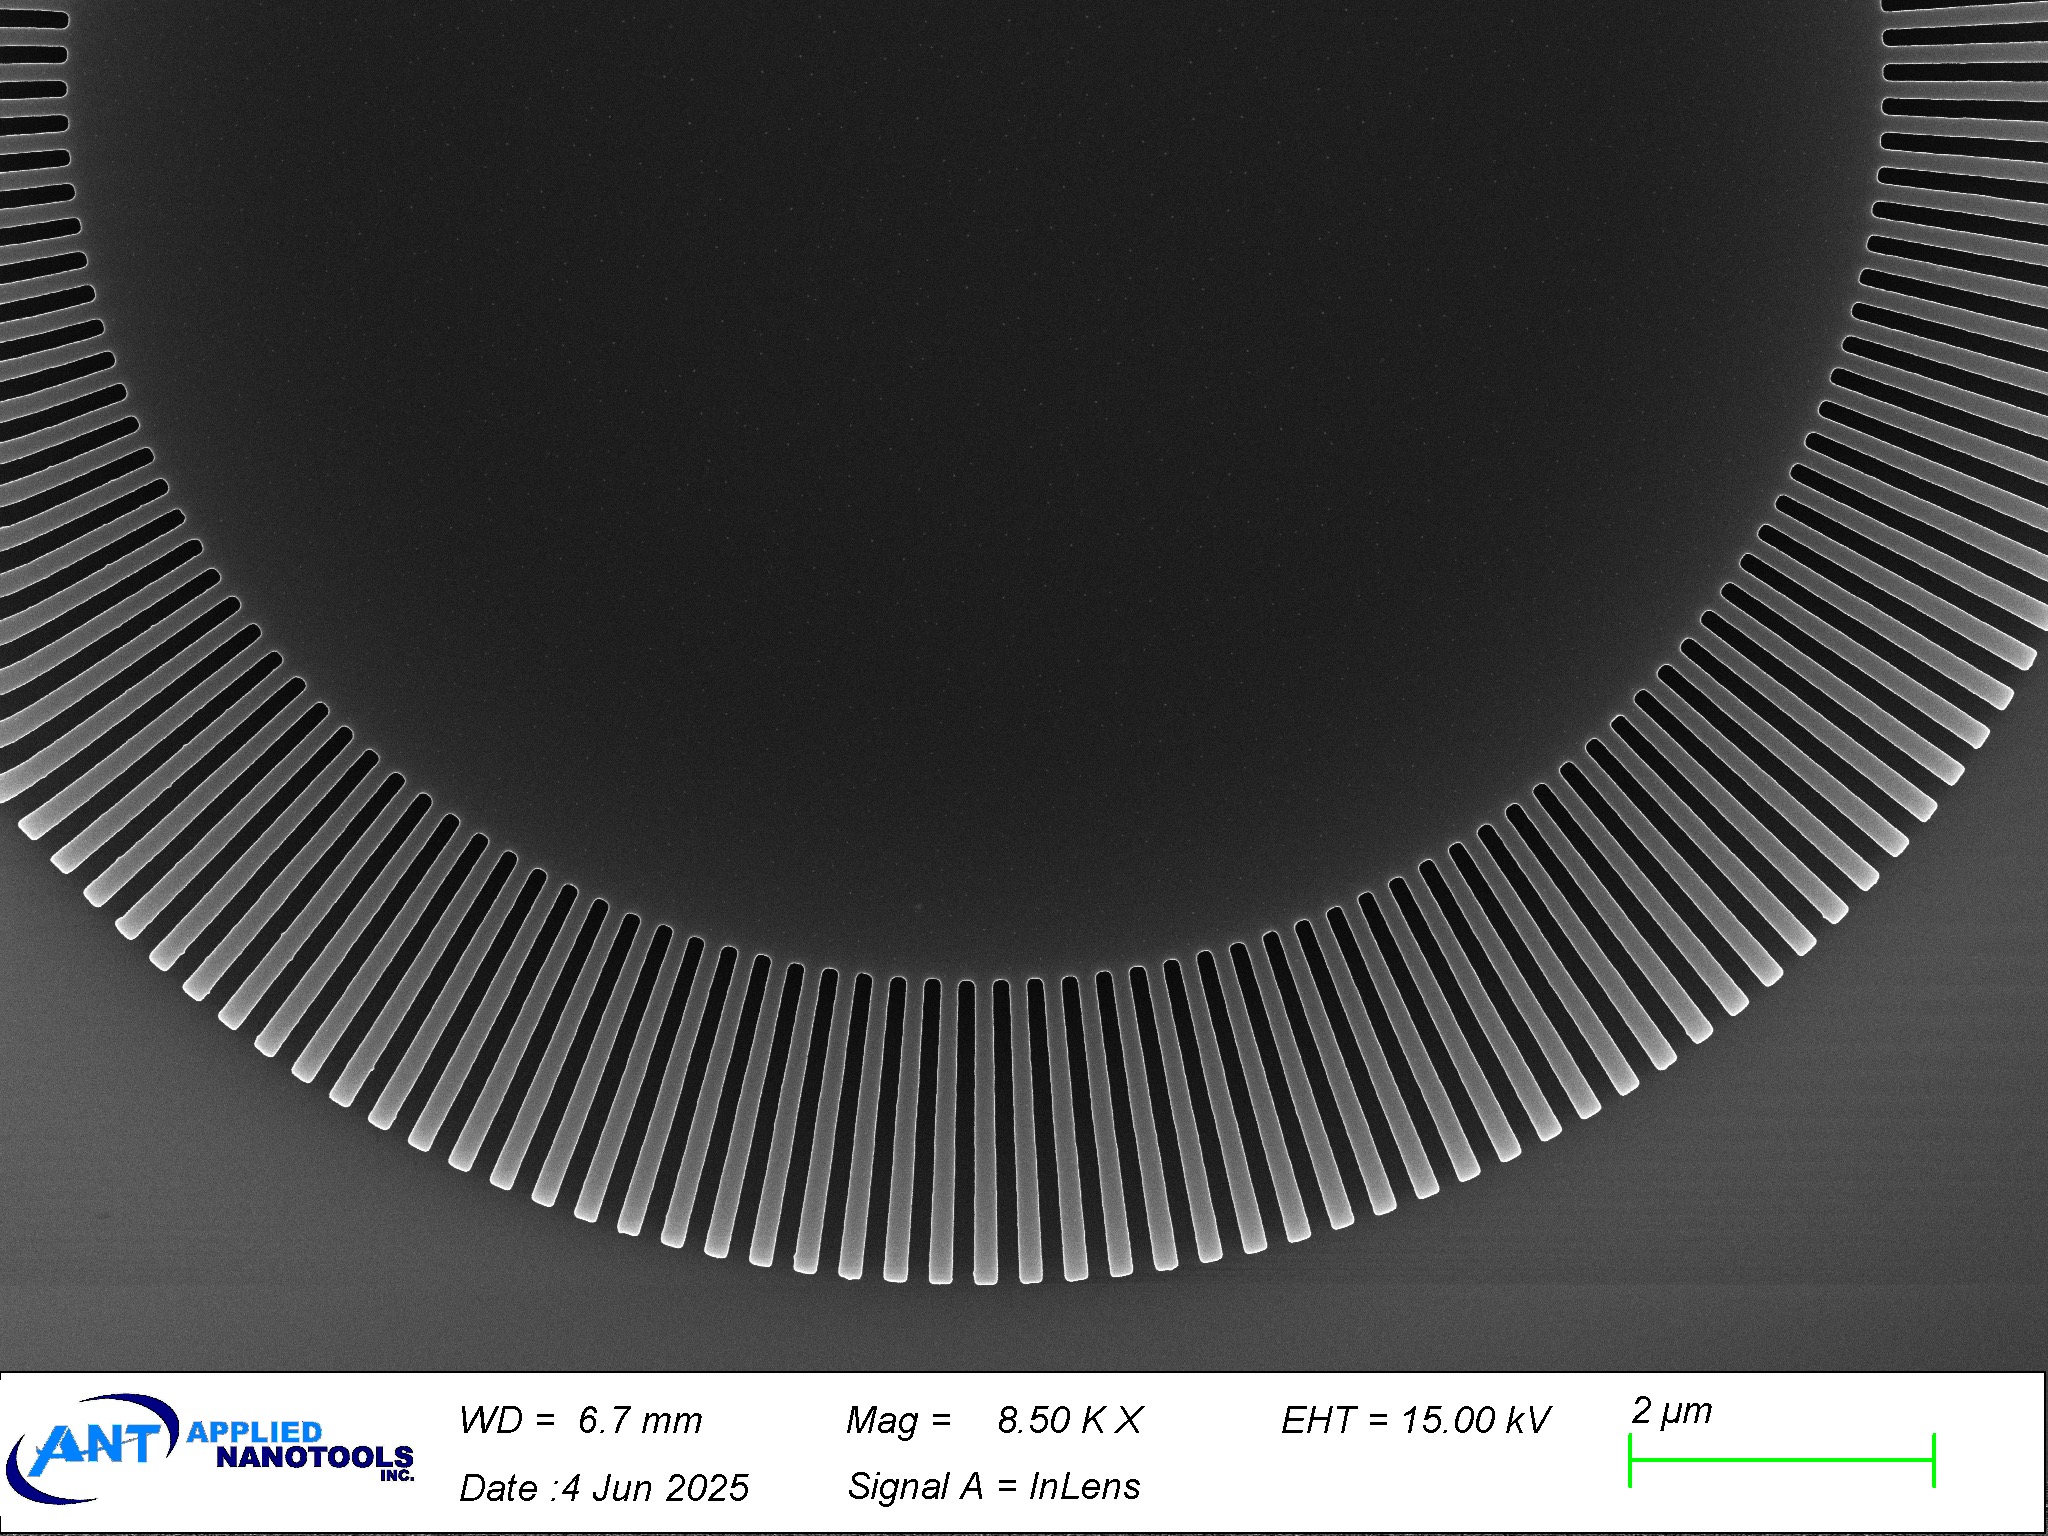 ANT APPLIED
NANOTOOLS
INC.
WD = 6.7 mm
Mag = 8.50 K X
EHT = 15.00 kV
2 µm
Date :4 Jun 2025
Signal A = InLens